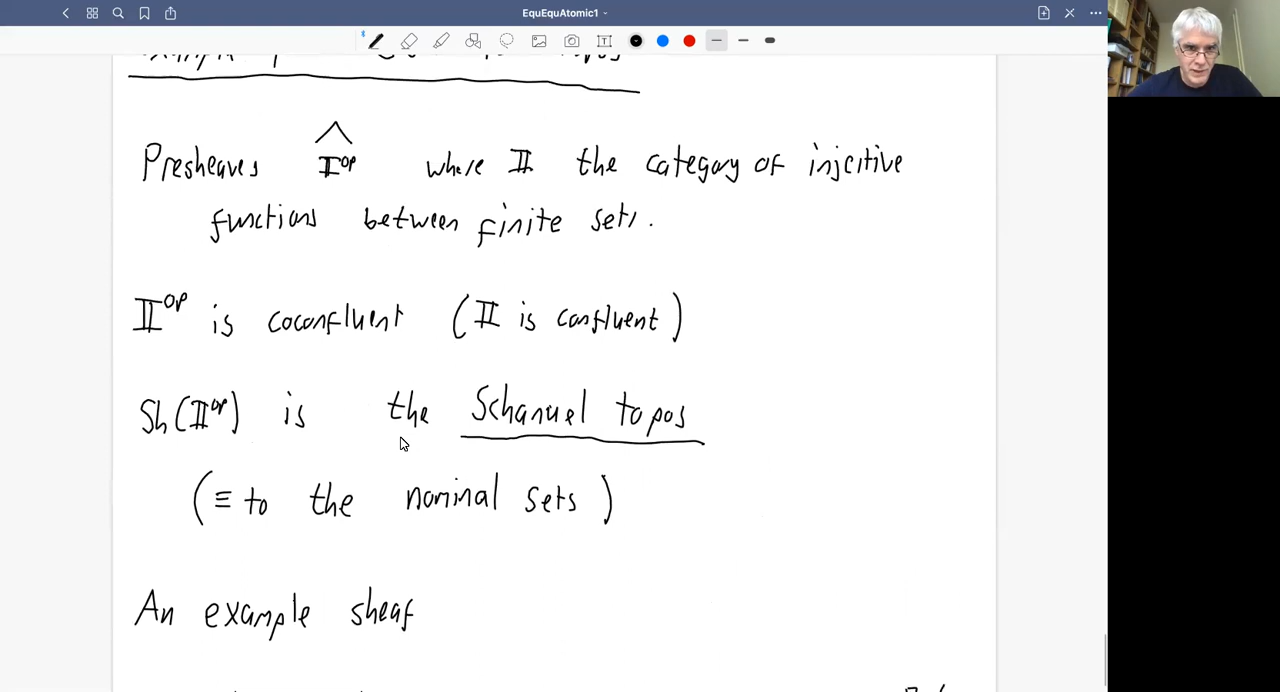 EquEquAtomic1
Presheaves 𝕀^op where 𝕀 the category of injective
functions between finite sets.
𝕀^op is coconfluent (𝕀 is confluent)
Sh(𝕀^op) is the Schanuel topos
(≡ to the nominal sets)
An example sheaf